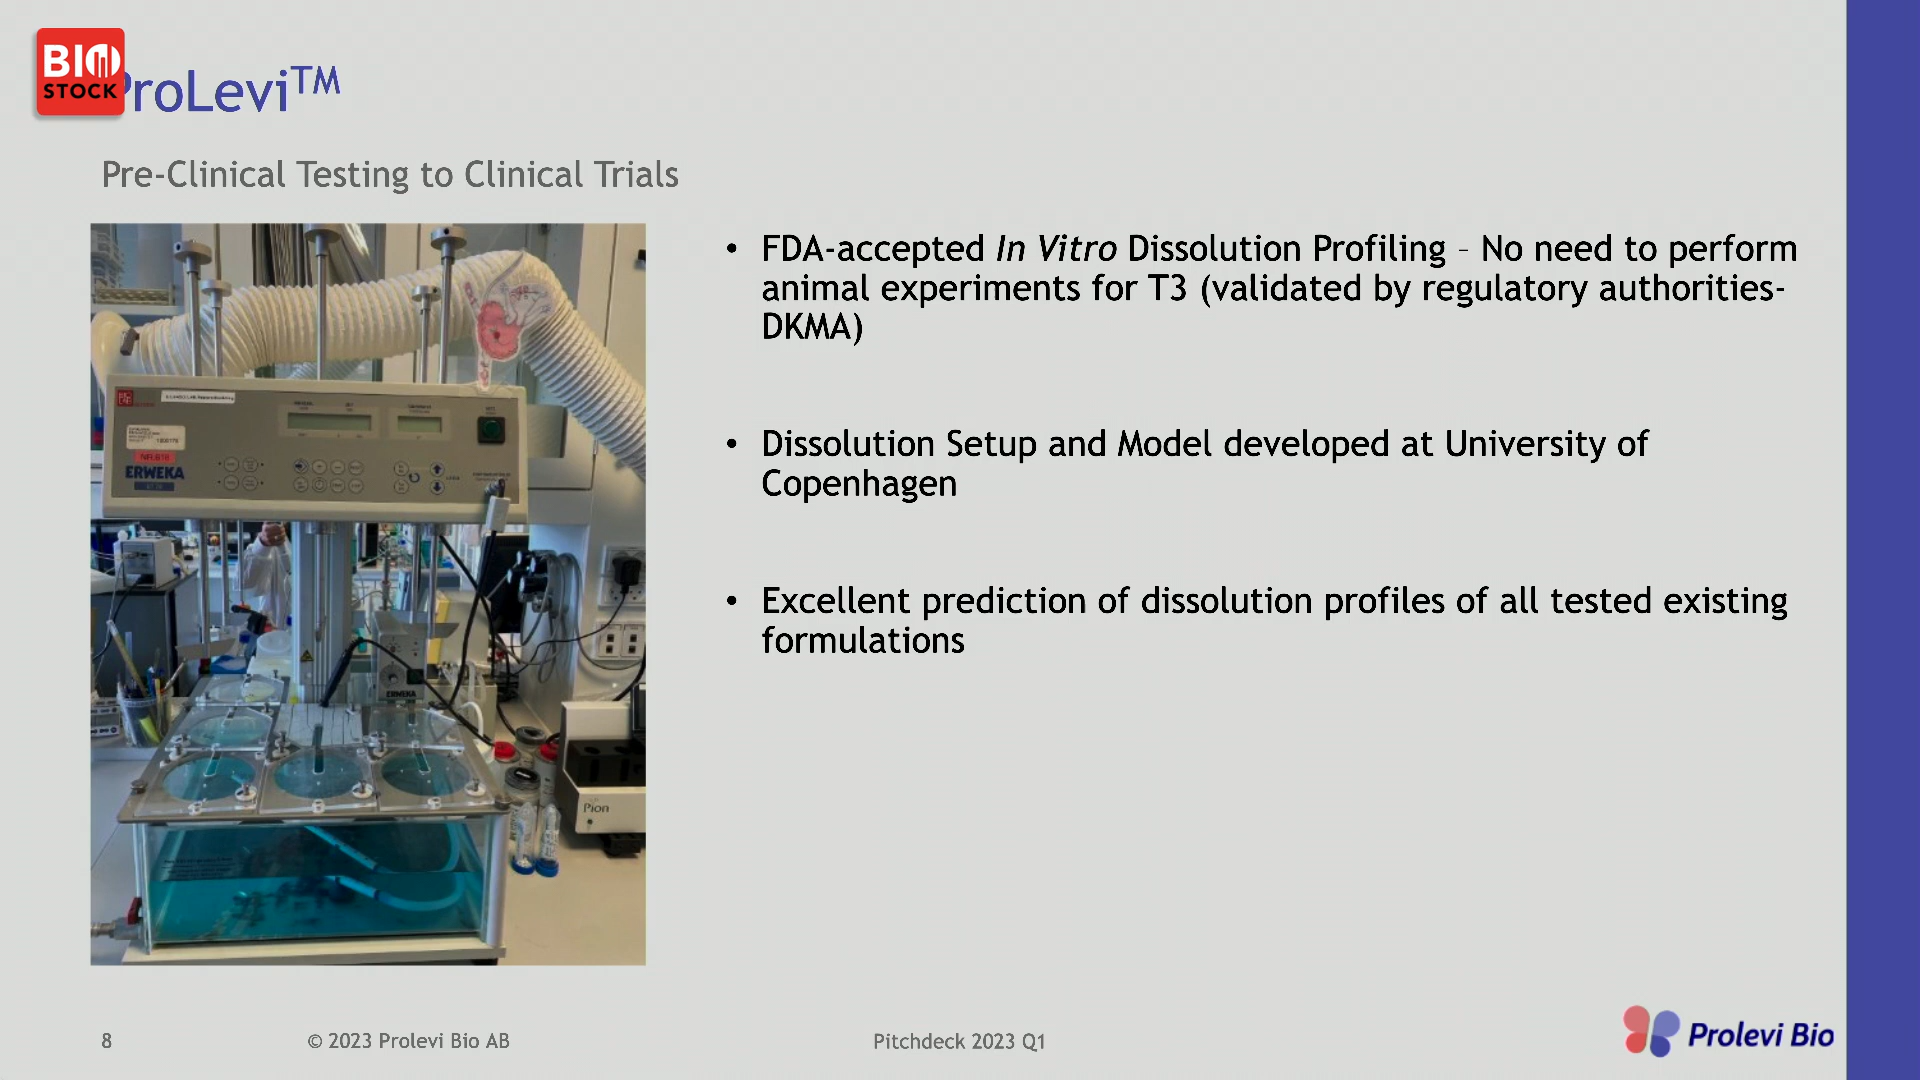 BIO
STOCK
ProLevi™
Pre-Clinical Testing to Clinical Trials
• FDA-accepted In Vitro Dissolution Profiling – No need to perform
animal experiments for T3 (validated by regulatory authorities-
DKMA)
• Dissolution Setup and Model developed at University of
Copenhagen
• Excellent prediction of dissolution profiles of all tested existing
formulations
ERWEKA
ERWEKA
Pion
8
© 2023 Prolevi Bio AB
Pitchdeck 2023 Q1
Prolevi Bio